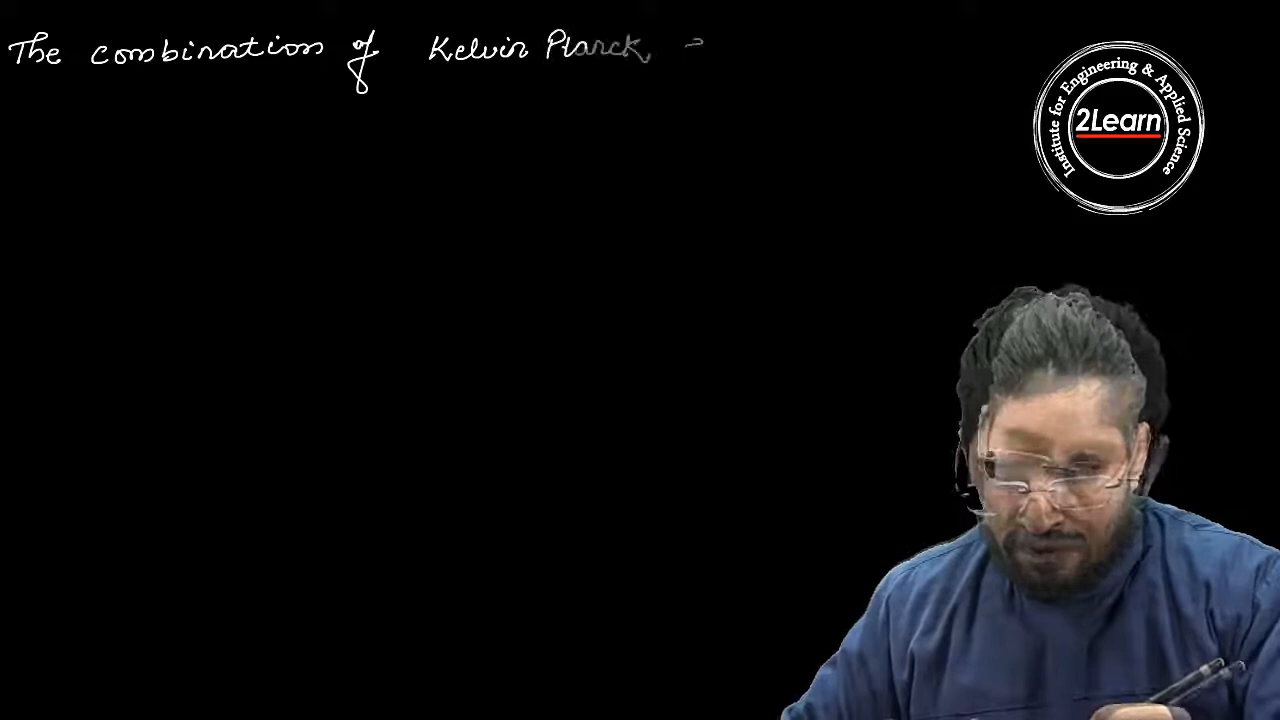 The combination of Kelvin Planck
Institute for Engineering & Applied Science
2Learn